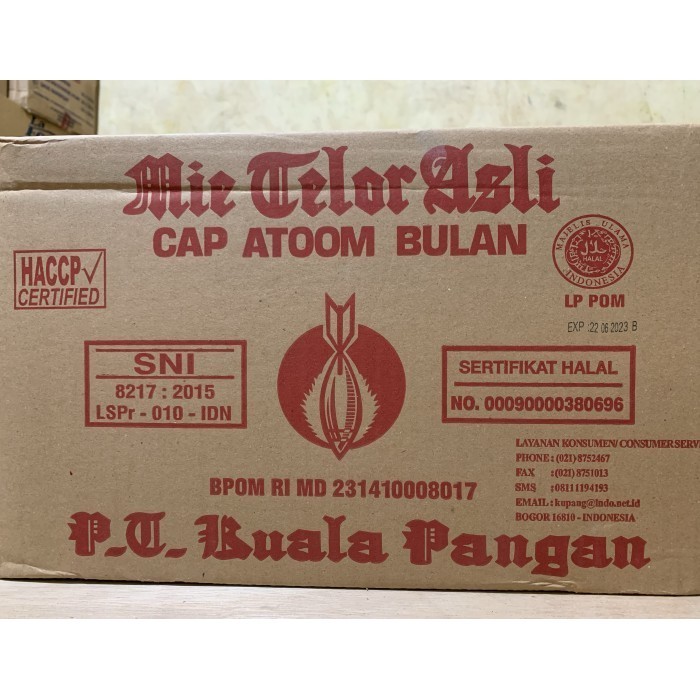 Mie Telor Asli
CAP ATOOM BULAN
HACCP✓
CERTIFIED
MAJELIS ULAMA
HALAL
INDONESIA
LP POM
EXP :22 06 2023 B
SNI
8217 : 2015
LSPr - 010 - IDN
SERTIFIKAT HALAL
NO. 00090000380696
LAYANAN KONSUMEN/ CONSUMER SERV
PHONE : (021) 8752467
FAX : (021) 8751013
SMS : 08111194193
EMAIL : kupang@indo.net.id
BOGOR 16810 - INDONESIA
BPOM RI MD 231410008017
P.T. Kuala Pangan